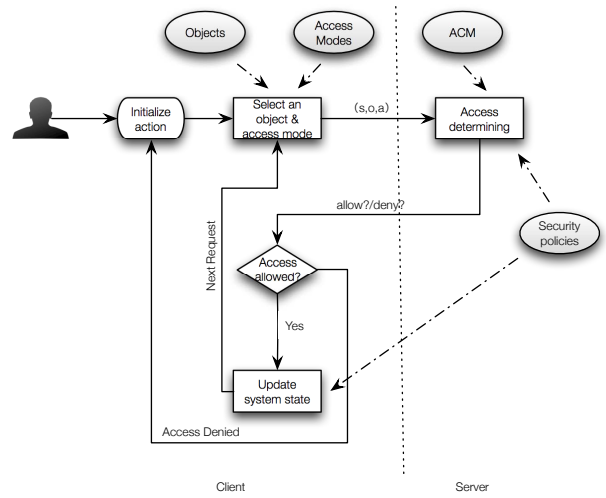 Objects
Access
Modes
ACM
Initialize
action
Select an
object &
access mode
(s,o,a)
Access
determining
allow?/deny?
Security
policies
Next Request
Access
allowed?
Yes
Update
system state
Access Denied
Client
Server